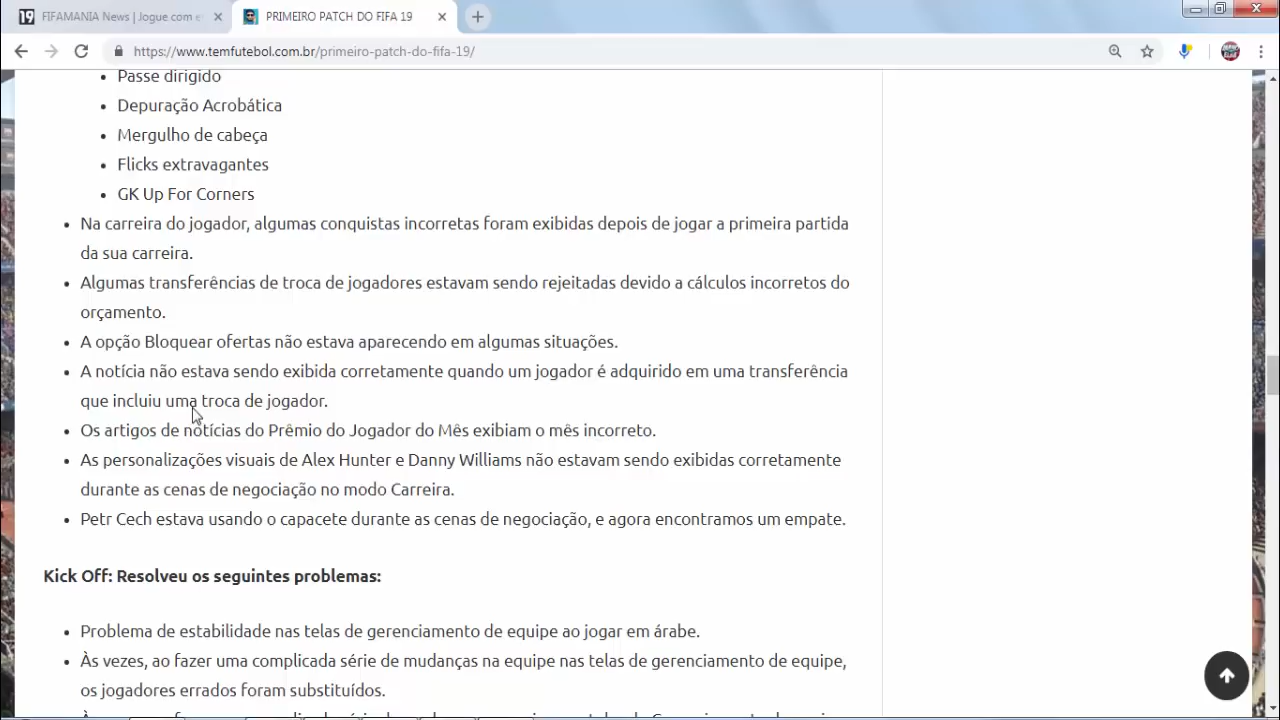 19 FIFAMANIA News | Jogue com e
PRIMEIRO PATCH DO FIFA 19
https://www.temfutebol.com.br/primeiro-patch-do-fifa-19/
Passe dirigido
Depuração Acrobática
Mergulho de cabeça
Flicks extravagantes
GK Up For Corners
Na carreira do jogador, algumas conquistas incorretas foram exibidas depois de jogar a primeira partida
da sua carreira.
Algumas transferências de troca de jogadores estavam sendo rejeitadas devido a cálculos incorretos do
orçamento.
A opção Bloquear ofertas não estava aparecendo em algumas situações.
A notícia não estava sendo exibida corretamente quando um jogador é adquirido em uma transferência
que incluiu uma troca de jogador.
Os artigos de notícias do Prêmio do Jogador do Mês exibiam o mês incorreto.
As personalizações visuais de Alex Hunter e Danny Williams não estavam sendo exibidas corretamente
durante as cenas de negociação no modo Carreira.
Petr Cech estava usando o capacete durante as cenas de negociação, e agora encontramos um empate.
Kick Off: Resolveu os seguintes problemas:
Problema de estabilidade nas telas de gerenciamento de equipe ao jogar em árabe.
Às vezes, ao fazer uma complicada série de mudanças na equipe nas telas de gerenciamento de equipe,
os jogadores errados foram substituídos.